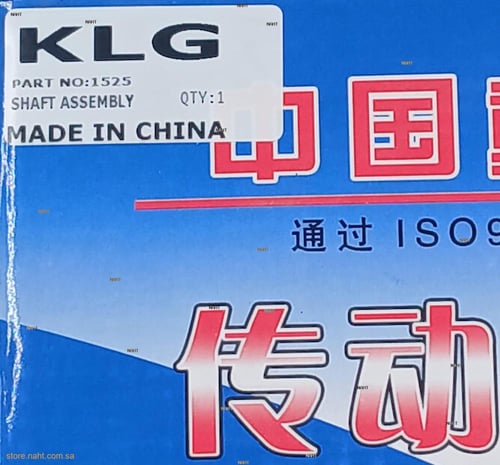 KLG
PART NO:1525
SHAFT ASSEMBLY QTY:1
MADE IN CHINA
中国
通过 ISO9
传动
store.naht.com.sa